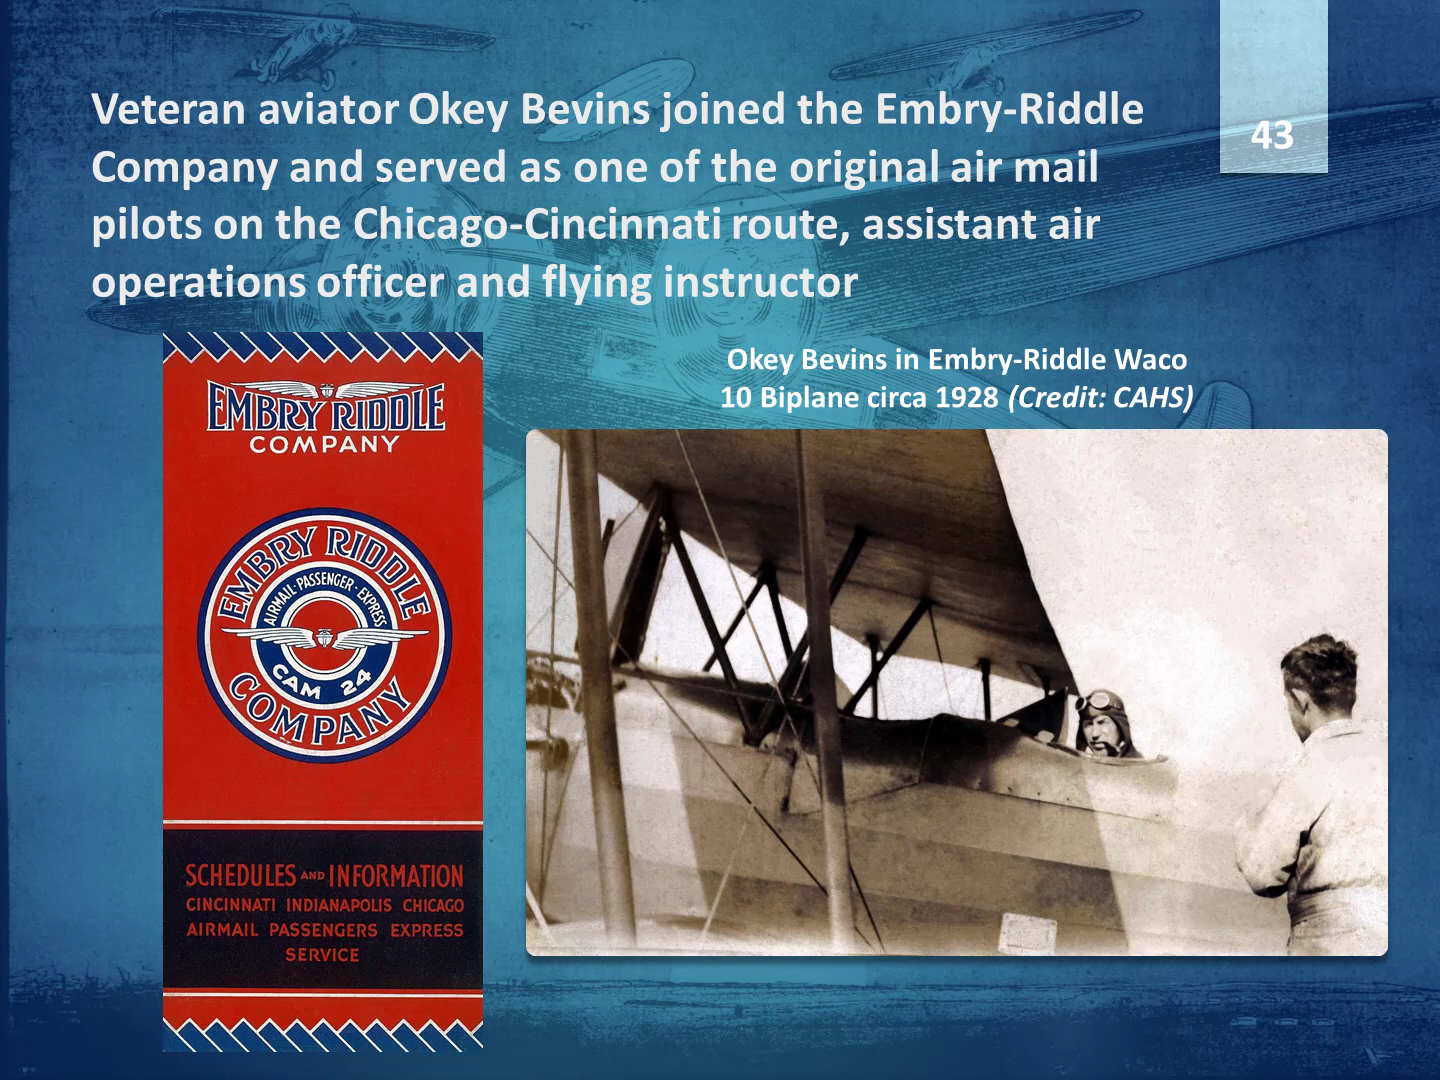 Veteran aviator Okey Bevins joined the Embry-Riddle
Company and served as one of the original air mail
pilots on the Chicago-Cincinnati route, assistant air
operations officer and flying instructor
43
EMBRY RIDDLE
COMPANY
EMBRY RIDDLE
AIRMAIL·PASSENGER·EXPRESS
CAM 24
COMPANY
SCHEDULES AND INFORMATION
CINCINNATI INDIANAPOLIS CHICAGO
AIRMAIL PASSENGERS EXPRESS
SERVICE
Okey Bevins in Embry-Riddle Waco
10 Biplane circa 1928 (Credit: CAHS)